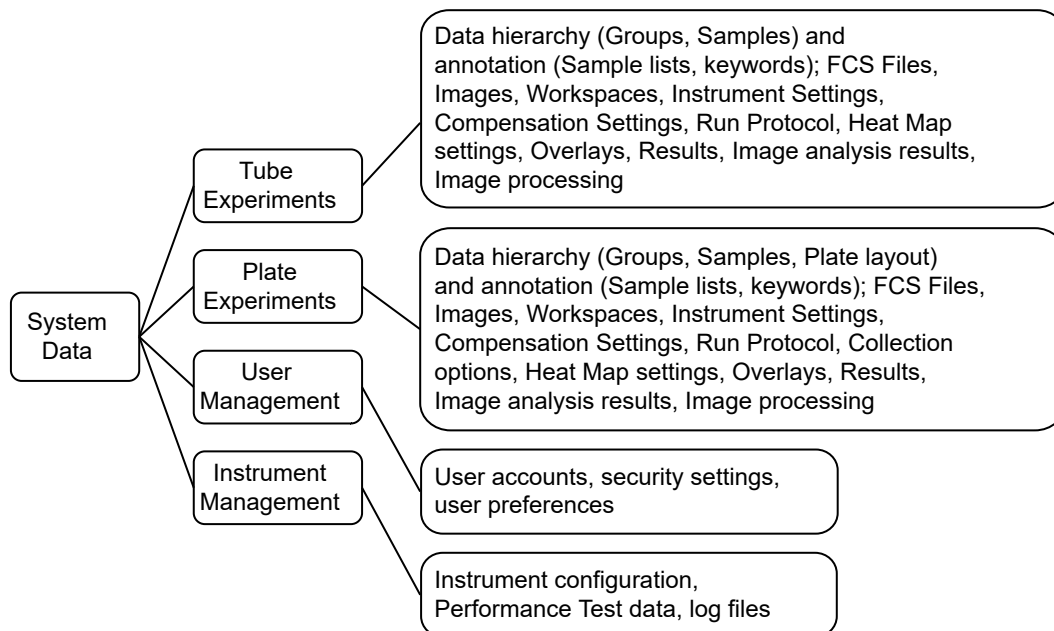 System
Data
Tube
Experiments
Plate
Experiments
User
Management
Instrument
Management
Data hierarchy (Groups, Samples) and
annotation (Sample lists, keywords); FCS Files,
Images, Workspaces, Instrument Settings,
Compensation Settings, Run Protocol, Heat Map
settings, Overlays, Results, Image analysis results,
Image processing
Data hierarchy (Groups, Samples, Plate layout)
and annotation (Sample lists, keywords); FCS Files,
Images, Workspaces, Instrument Settings,
Compensation Settings, Run Protocol, Collection
options, Heat Map settings, Overlays, Results,
Image analysis results, Image processing
User accounts, security settings,
user preferences
Instrument configuration,
Performance Test data, log files